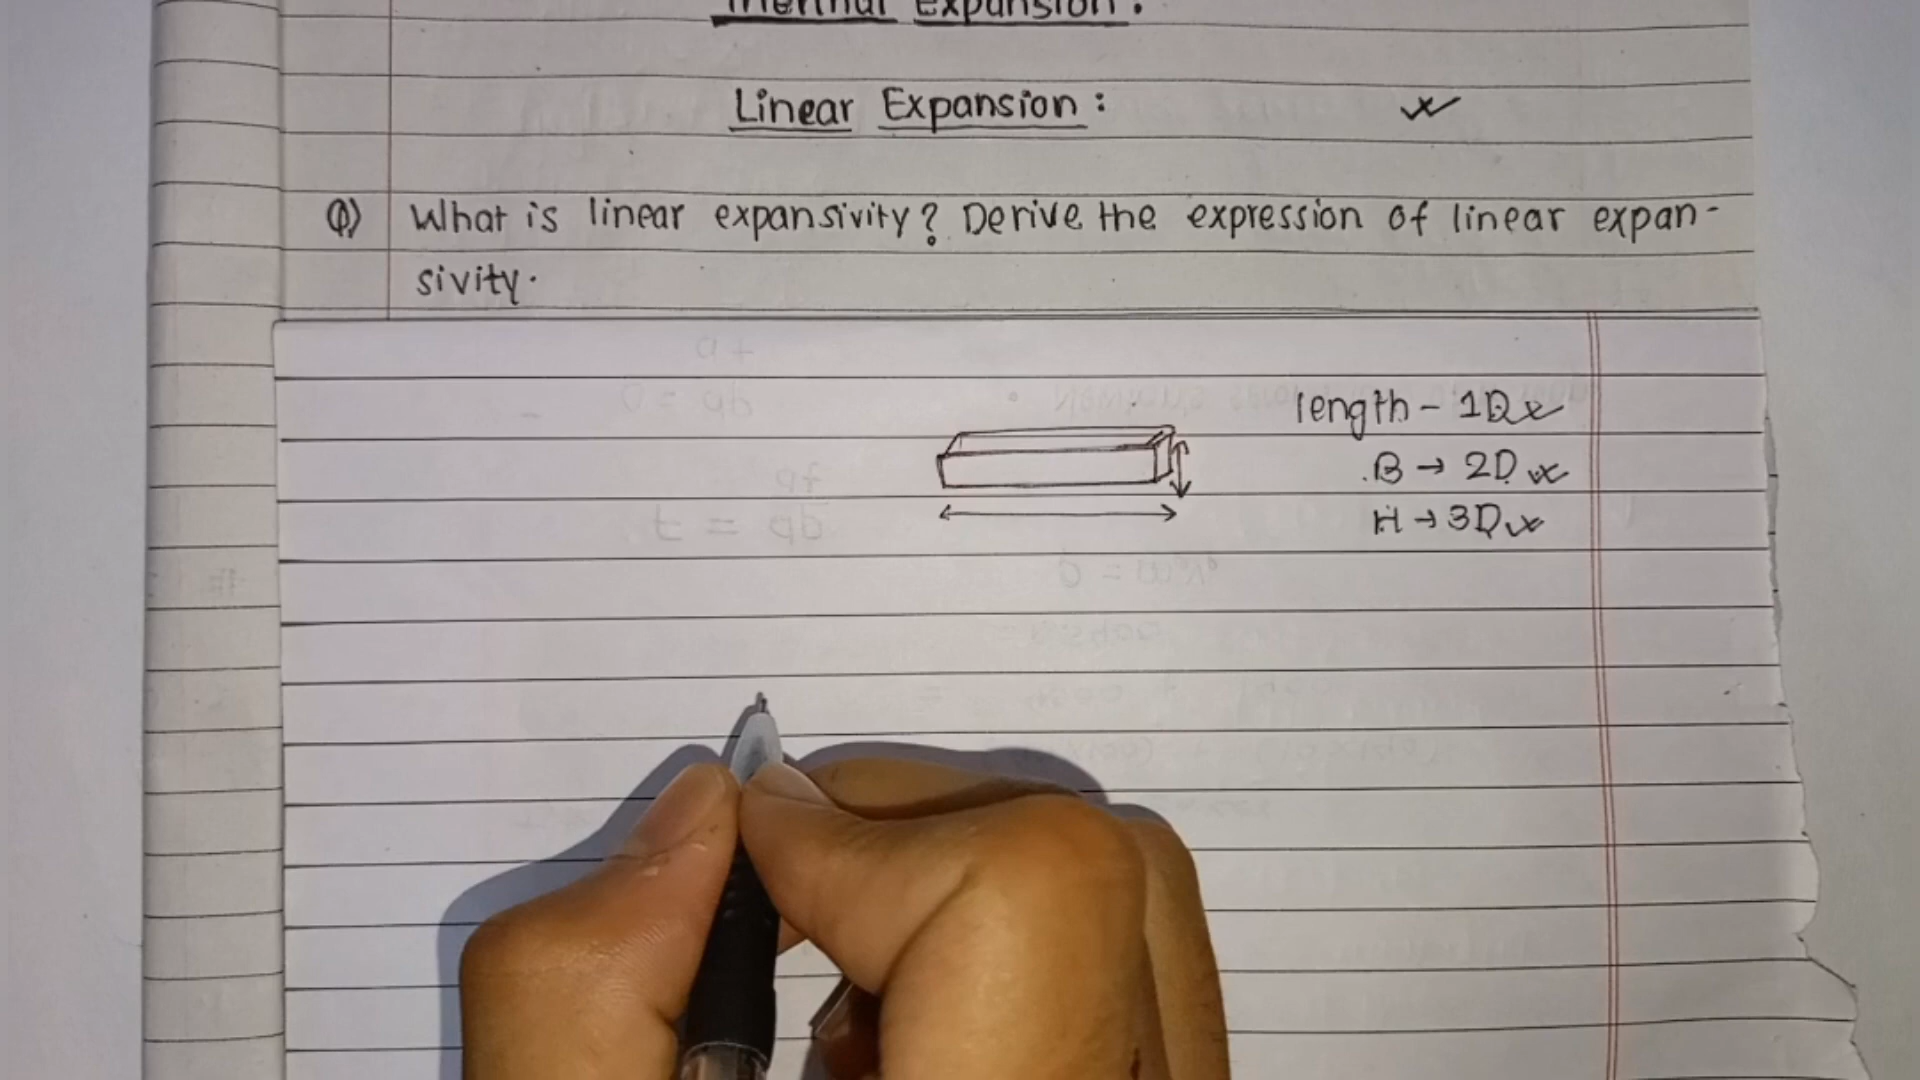 Thermal Expansion.
Linear Expansion:
Q) What is linear expansivity? Derive the expression of linear expan-
sivity.
length - 1D
B → 2D
H → 3D